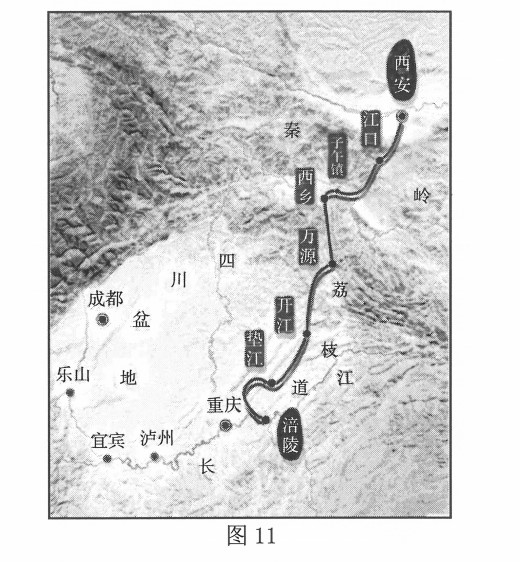 西安
江口
秦
子午镇
西乡
岭
万源
四
川
荔
成都
盆
开江
枝
垫江
江
乐山
地
道
重庆
涪陵
宜宾
泸州
长
图 11